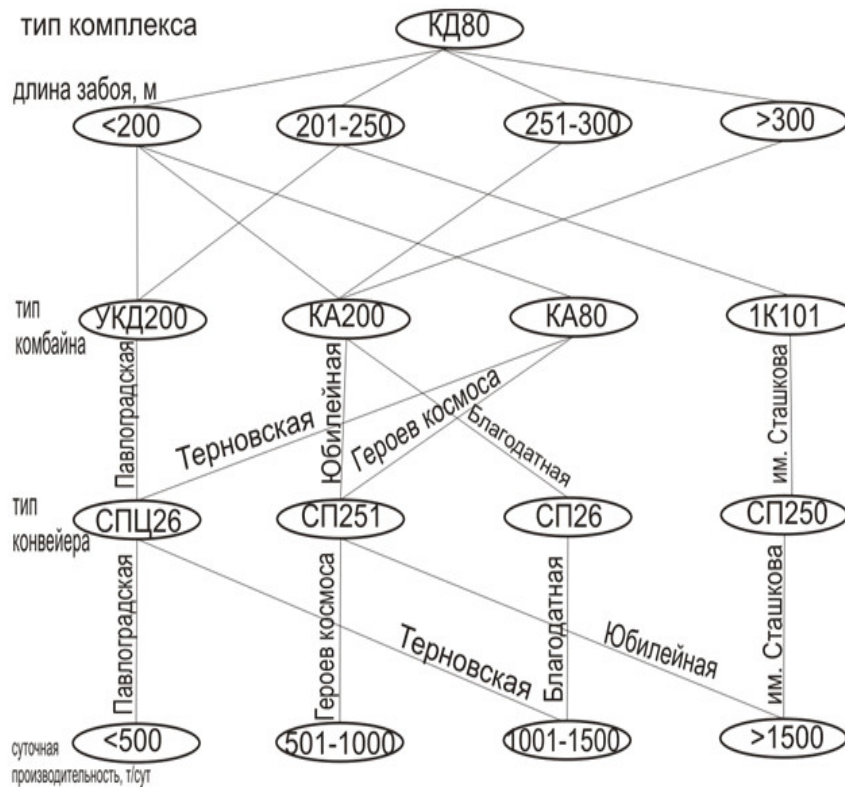 тип комплекса
КД80
длина забоя, м
<200
201-250
251-300
>300
тип
комбайна
УКД200
КА200
КА80
1К101
Павлоградская
Терновская
Юбилейная
Героев космоса
Благодатная
им. Сташкова
тип
конвейера
СПЦ26
СП251
СП26
СП250
Павлоградская
Героев космоса
Терновская
Благодатная
Юбилейная
им. Сташкова
суточная
производительность, т/сут
<500
501-1000
1001-1500
>1500